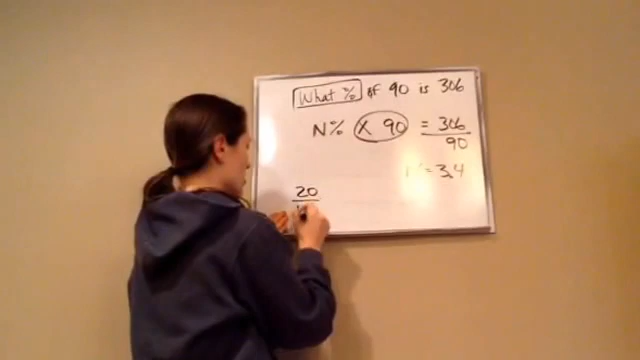 What % of 90 is 306
N% X 90 = 306
90
= 3.4
20